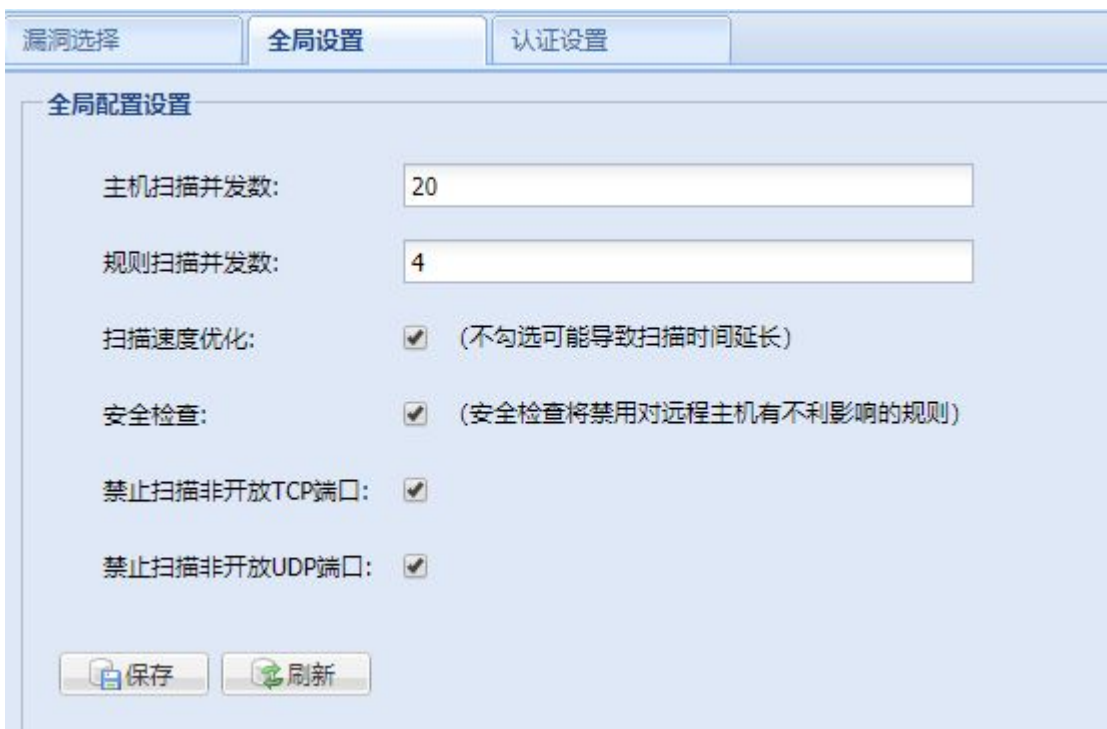 漏洞选择 全局设置 认证设置
全局配置设置
主机扫描并发数: 20
规则扫描并发数: 4
扫描速度优化: (不勾选可能导致扫描时间延长)
安全检查: (安全检查将禁用对远程主机有不利影响的规则)
禁止扫描非开放TCP端口:
禁止扫描非开放UDP端口:
保存 刷新